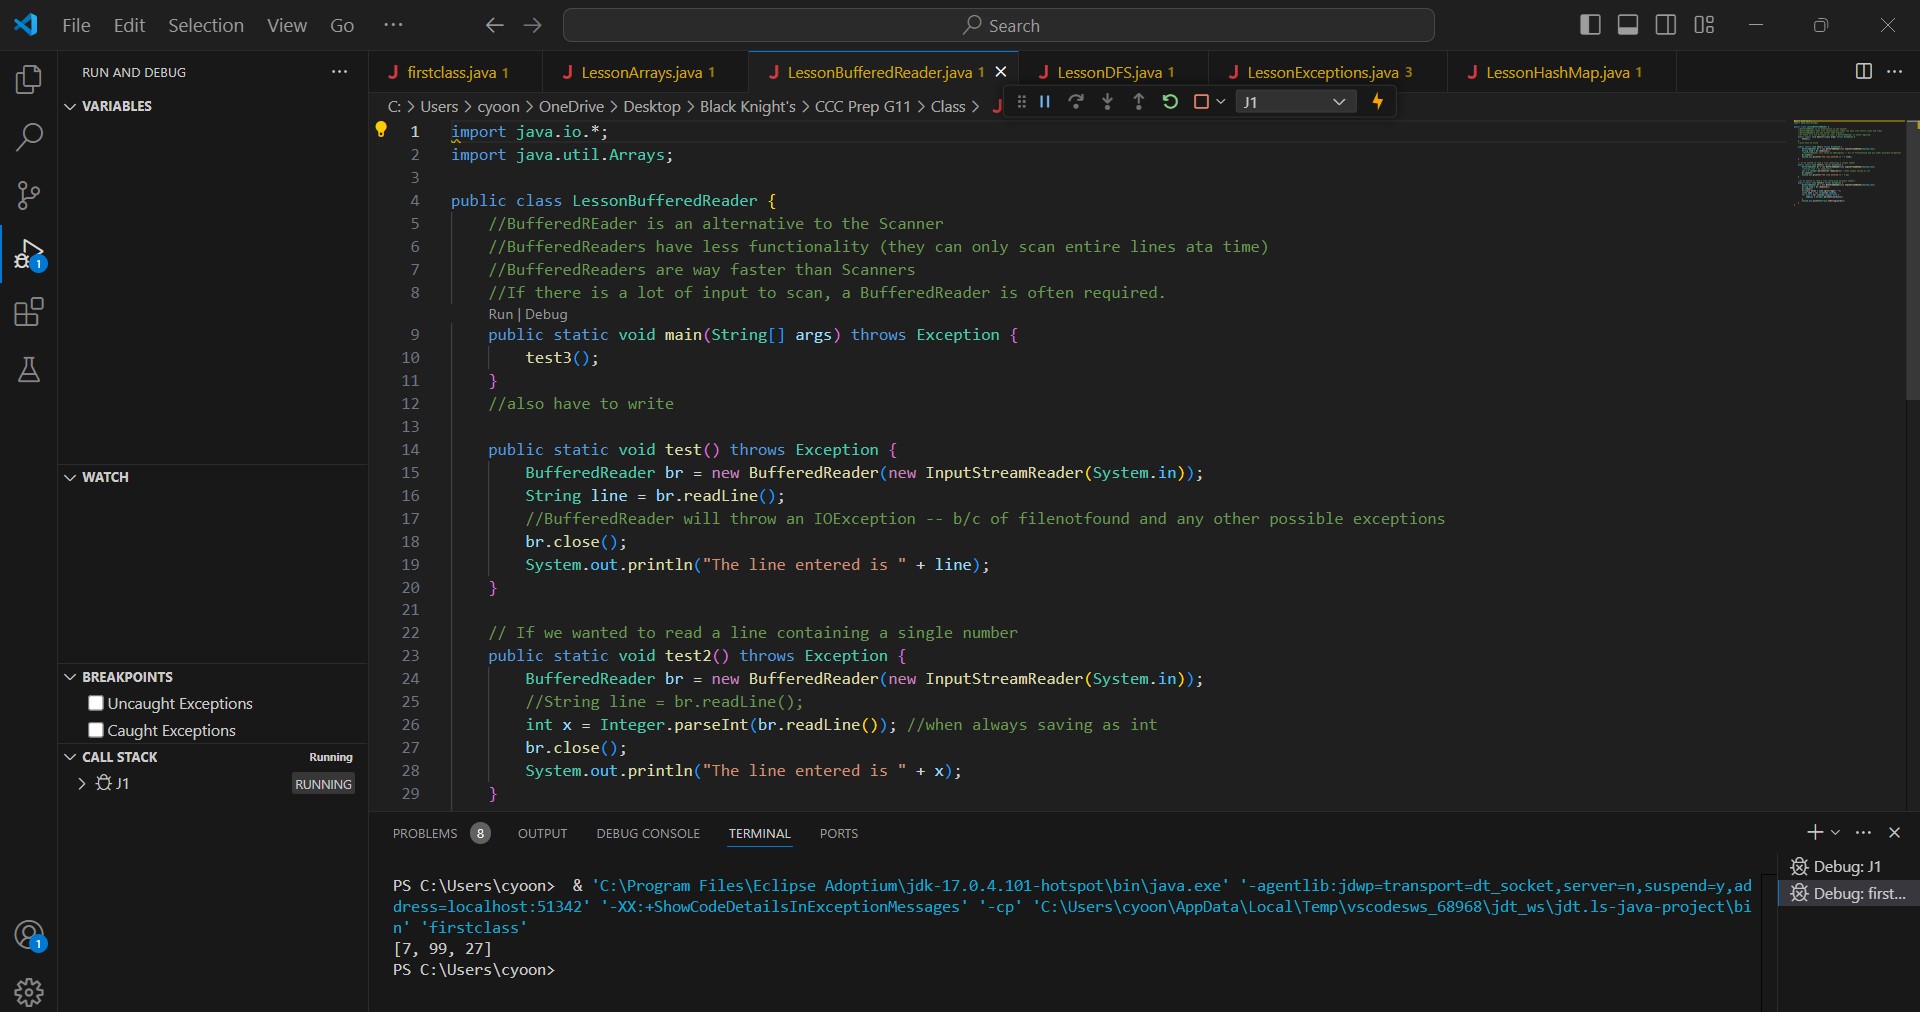 File Edit Selection View Go ··· Search
RUN AND DEBUG ···
VARIABLES
WATCH
BREAKPOINTS
Uncaught Exceptions
Caught Exceptions
CALL STACK Running
J1 RUNNING
1
1
J firstclass.java 1 J LessonArrays.java 1 J LessonBufferedReader.java 1 J LessonDFS.java 1 J LessonExceptions.java 3 J LessonHashMap.java 1
C: > Users > cyoon > OneDrive > Desktop > Black Knight's > CCC Prep G11 > Class > J
J1
1 import java.io.*;
2 import java.util.Arrays;
3
4 public class LessonBufferedReader {
5 //BufferedREader is an alternative to the Scanner
6 //BufferedReaders have less functionality (they can only scan entire lines ata time)
7 //BufferedReaders are way faster than Scanners
8 //If there is a lot of input to scan, a BufferedReader is often required.
Run | Debug
9 public static void main(String[] args) throws Exception {
10 test3();
11 }
12 //also have to write
13
14 public static void test() throws Exception {
15 BufferedReader br = new BufferedReader(new InputStreamReader(System.in));
16 String line = br.readLine();
17 //BufferedReader will throw an IOException -- b/c of filenotfound and any other possible exceptions
18 br.close();
19 System.out.println("The line entered is " + line);
20 }
21
22 // If we wanted to read a line containing a single number
23 public static void test2() throws Exception {
24 BufferedReader br = new BufferedReader(new InputStreamReader(System.in));
25 //String line = br.readLine();
26 int x = Integer.parseInt(br.readLine()); //when always saving as int
27 br.close();
28 System.out.println("The line entered is " + x);
29 }
PROBLEMS 8 OUTPUT DEBUG CONSOLE TERMINAL PORTS
PS C:\Users\cyoon> & 'C:\Program Files\Eclipse Adoptium\jdk-17.0.4.101-hotspot\bin\java.exe' '-agentlib:jdwp=transport=dt_socket,server=n,suspend=y,ad
dress=localhost:51342' '-XX:+ShowCodeDetailsInExceptionMessages' '-cp' 'C:\Users\cyoon\AppData\Local\Temp\vscodesws_68968\jdt_ws\jdt.ls-java-project\bi
n' 'firstclass'
[7, 99, 27]
PS C:\Users\cyoon>
Debug: J1
Debug: first...